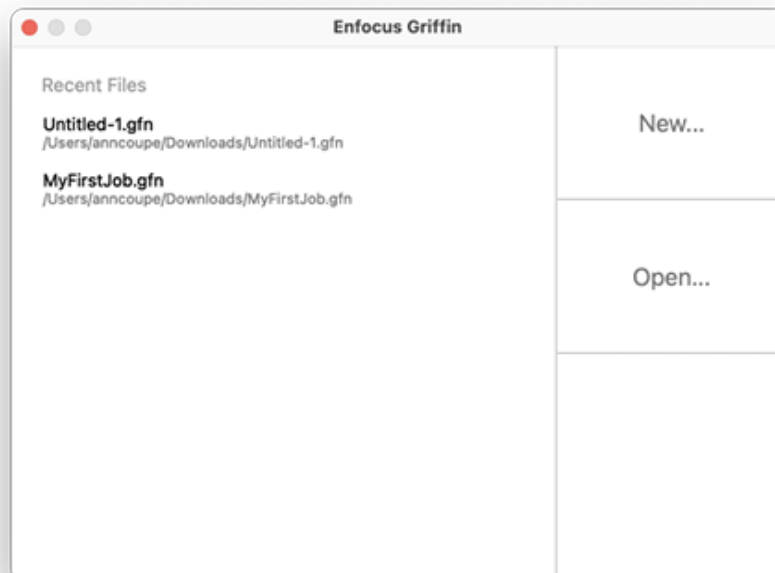 Enfocus Griffin
Recent Files
Untitled-1.gfn
/Users/anncoupe/Downloads/Untitled-1.gfn
MyFirstJob.gfn
/Users/anncoupe/Downloads/MyFirstJob.gfn
New...
Open...